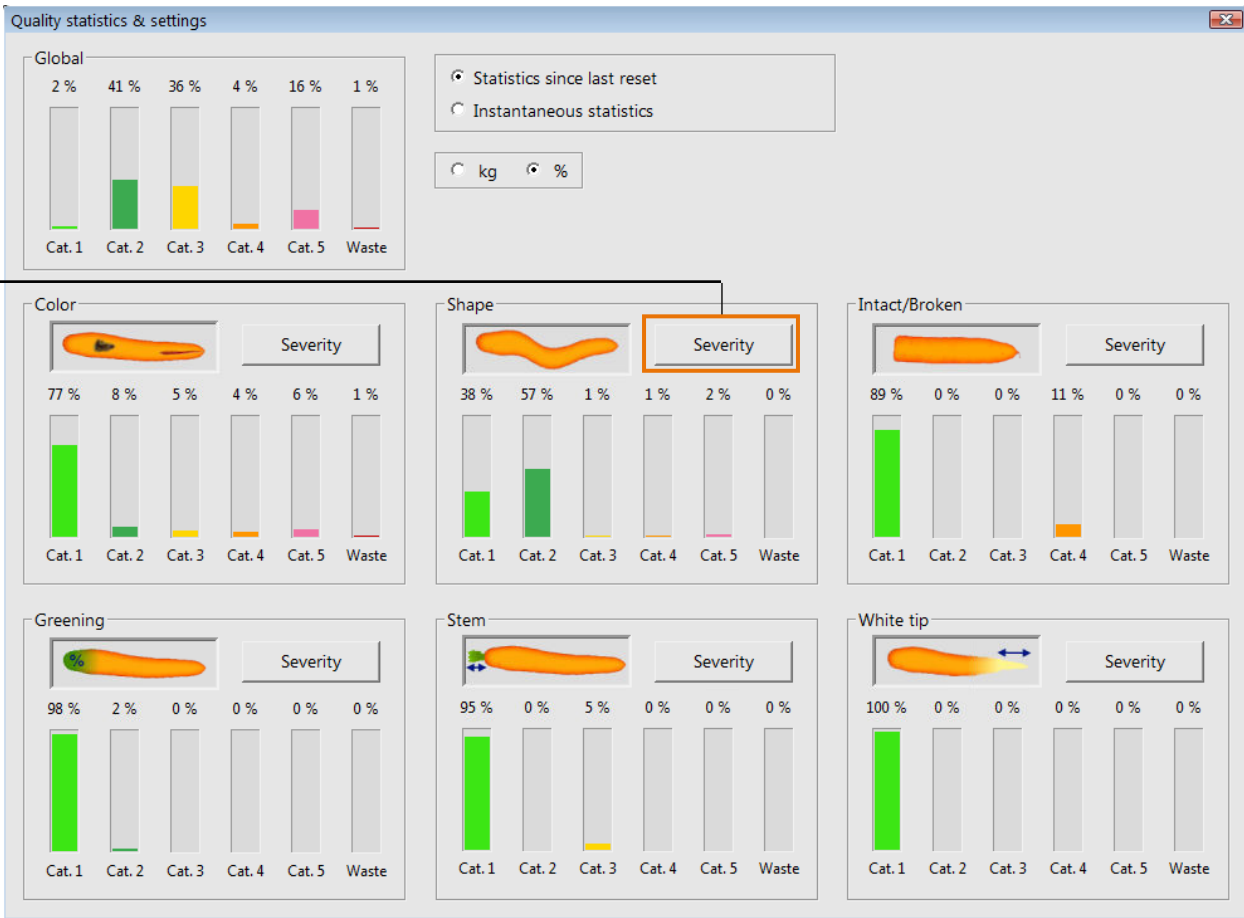 Quality statistics & settings
Global
2 % 41 % 36 % 4 % 16 % 1 %
Cat. 1 Cat. 2 Cat. 3 Cat. 4 Cat. 5 Waste
Statistics since last reset
Instantaneous statistics
kg %
Color
Severity
77 % 8 % 5 % 4 % 6 % 1 %
Cat. 1 Cat. 2 Cat. 3 Cat. 4 Cat. 5 Waste
Shape
Severity
38 % 57 % 1 % 1 % 2 % 0 %
Cat. 1 Cat. 2 Cat. 3 Cat. 4 Cat. 5 Waste
Intact/Broken
Severity
89 % 0 % 0 % 11 % 0 % 0 %
Cat. 1 Cat. 2 Cat. 3 Cat. 4 Cat. 5 Waste
Greening
%
Severity
98 % 2 % 0 % 0 % 0 % 0 %
Cat. 1 Cat. 2 Cat. 3 Cat. 4 Cat. 5 Waste
Stem
Severity
95 % 0 % 5 % 0 % 0 % 0 %
Cat. 1 Cat. 2 Cat. 3 Cat. 4 Cat. 5 Waste
White tip
Severity
100 % 0 % 0 % 0 % 0 % 0 %
Cat. 1 Cat. 2 Cat. 3 Cat. 4 Cat. 5 Waste